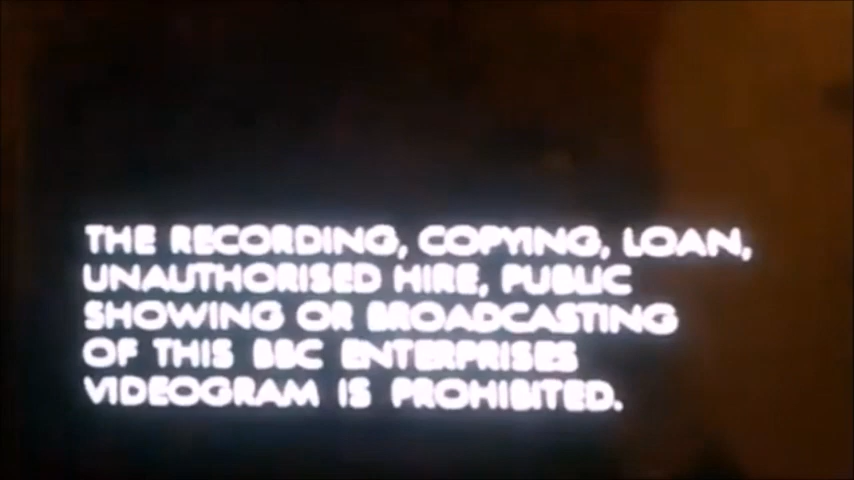 THE RECORDING, COPYING, LOAN,
UNAUTHORISED HIRE, PUBLIC
SHOWING OR BROADCASTING
OF THIS BBC ENTERPRISES
VIDEOGRAM IS PROHIBITED.